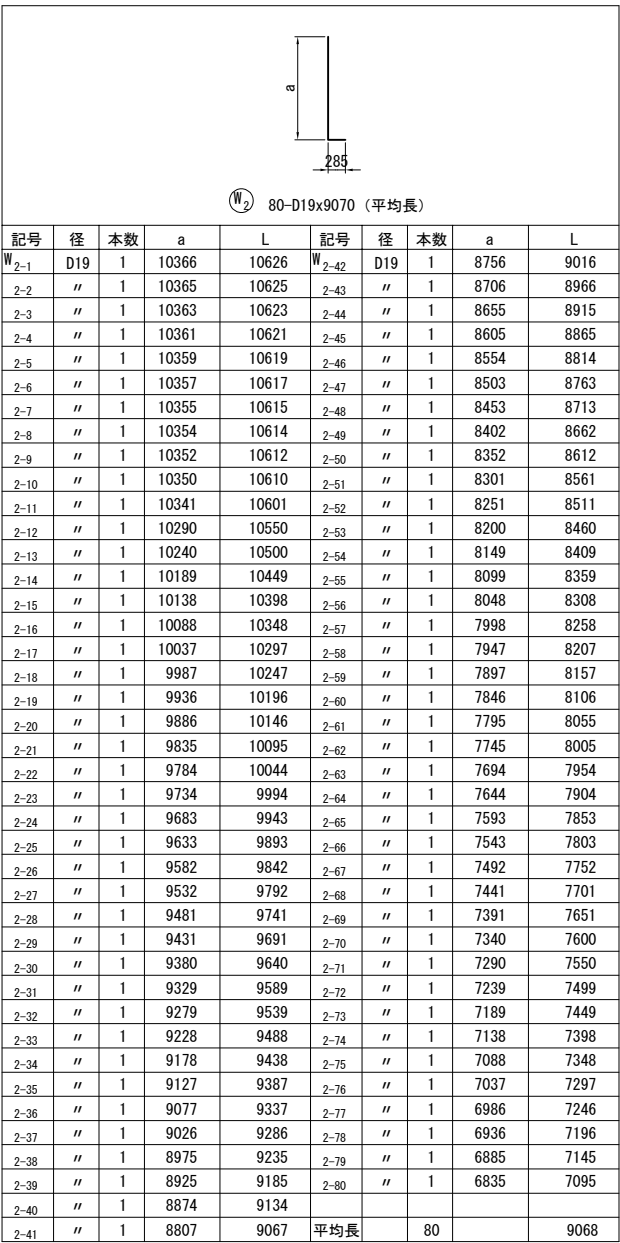 a
285
W2 80-D19x9070 (平均長)
記号 径 本数 a L 記号 径 本数 a L
W2-1 D19 1 10366 10626 W2-42 D19 1 8756 9016
2-2 〃 1 10365 10625 2-43 〃 1 8706 8966
2-3 〃 1 10363 10623 2-44 〃 1 8655 8915
2-4 〃 1 10361 10621 2-45 〃 1 8605 8865
2-5 〃 1 10359 10619 2-46 〃 1 8554 8814
2-6 〃 1 10357 10617 2-47 〃 1 8503 8763
2-7 〃 1 10355 10615 2-48 〃 1 8453 8713
2-8 〃 1 10354 10614 2-49 〃 1 8402 8662
2-9 〃 1 10352 10612 2-50 〃 1 8352 8612
2-10 〃 1 10350 10610 2-51 〃 1 8301 8561
2-11 〃 1 10341 10601 2-52 〃 1 8251 8511
2-12 〃 1 10290 10550 2-53 〃 1 8200 8460
2-13 〃 1 10240 10500 2-54 〃 1 8149 8409
2-14 〃 1 10189 10449 2-55 〃 1 8099 8359
2-15 〃 1 10138 10398 2-56 〃 1 8048 8308
2-16 〃 1 10088 10348 2-57 〃 1 7998 8258
2-17 〃 1 10037 10297 2-58 〃 1 7947 8207
2-18 〃 1 9987 10247 2-59 〃 1 7897 8157
2-19 〃 1 9936 10196 2-60 〃 1 7846 8106
2-20 〃 1 9886 10146 2-61 〃 1 7795 8055
2-21 〃 1 9835 10095 2-62 〃 1 7745 8005
2-22 〃 1 9784 10044 2-63 〃 1 7694 7954
2-23 〃 1 9734 9994 2-64 〃 1 7644 7904
2-24 〃 1 9683 9943 2-65 〃 1 7593 7853
2-25 〃 1 9633 9893 2-66 〃 1 7543 7803
2-26 〃 1 9582 9842 2-67 〃 1 7492 7752
2-27 〃 1 9532 9792 2-68 〃 1 7441 7701
2-28 〃 1 9481 9741 2-69 〃 1 7391 7651
2-29 〃 1 9431 9691 2-70 〃 1 7340 7600
2-30 〃 1 9380 9640 2-71 〃 1 7290 7550
2-31 〃 1 9329 9589 2-72 〃 1 7239 7499
2-32 〃 1 9279 9539 2-73 〃 1 7189 7449
2-33 〃 1 9228 9488 2-74 〃 1 7138 7398
2-34 〃 1 9178 9438 2-75 〃 1 7088 7348
2-35 〃 1 9127 9387 2-76 〃 1 7037 7297
2-36 〃 1 9077 9337 2-77 〃 1 6986 7246
2-37 〃 1 9026 9286 2-78 〃 1 6936 7196
2-38 〃 1 8975 9235 2-79 〃 1 6885 7145
2-39 〃 1 8925 9185 2-80 〃 1 6835 7095
2-40 〃 1 8874 9134
2-41 〃 1 8807 9067 平均長 80 9068